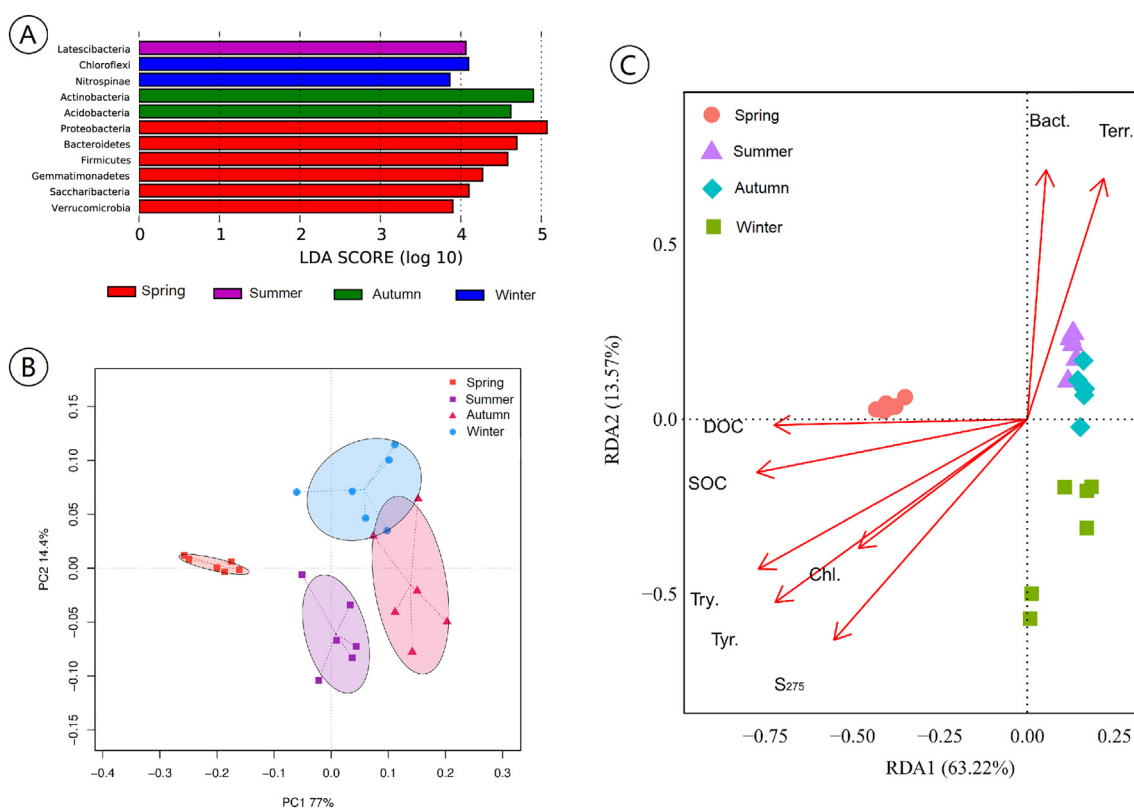 A
Latescibacteria
Chloroflexi
Nitrospinae
Actinobacteria
Acidobacteria
Proteobacteria
Bacteroidetes
Firmicutes
Gemmatimonadetes
Saccharibacteria
Verrucomicrobia
0 1 2 3 4 5
LDA SCORE (log 10)
Spring Summer Autumn Winter
B
Spring
Summer
Autumn
Winter
0.15
0.10
0.05
0.00
−0.05
−0.10
−0.15
PC2 14.4%
−0.4 −0.3 −0.2 −0.1 0.0 0.1 0.2 0.3
PC1 77%
C
Spring
Summer
Autumn
Winter
Bact. Terr.
0.5
0.0
−0.5
RDA2 (13.57%)
DOC
SOC
Chl.
Try.
Tyr.
S275
−0.75 −0.50 −0.25 0.00 0.25
RDA1 (63.22%)